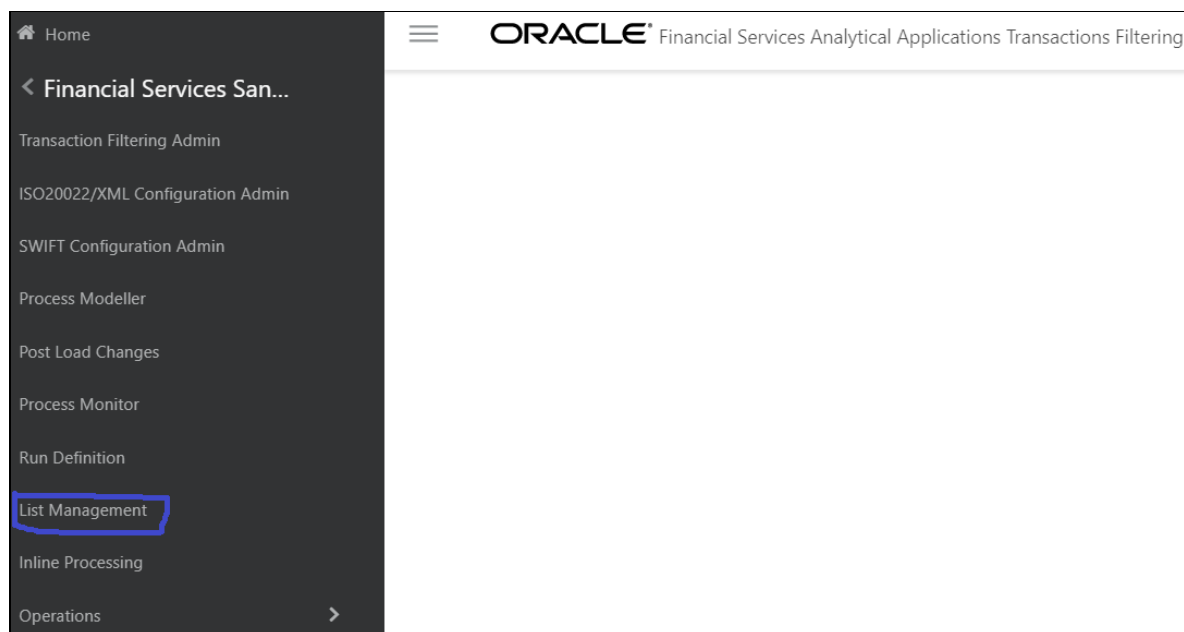 Home
ORACLE® Financial Services Analytical Applications Transactions Filtering
Financial Services San...
Transaction Filtering Admin
ISO20022/XML Configuration Admin
SWIFT Configuration Admin
Process Modeller
Post Load Changes
Process Monitor
Run Definition
List Management
Inline Processing
Operations